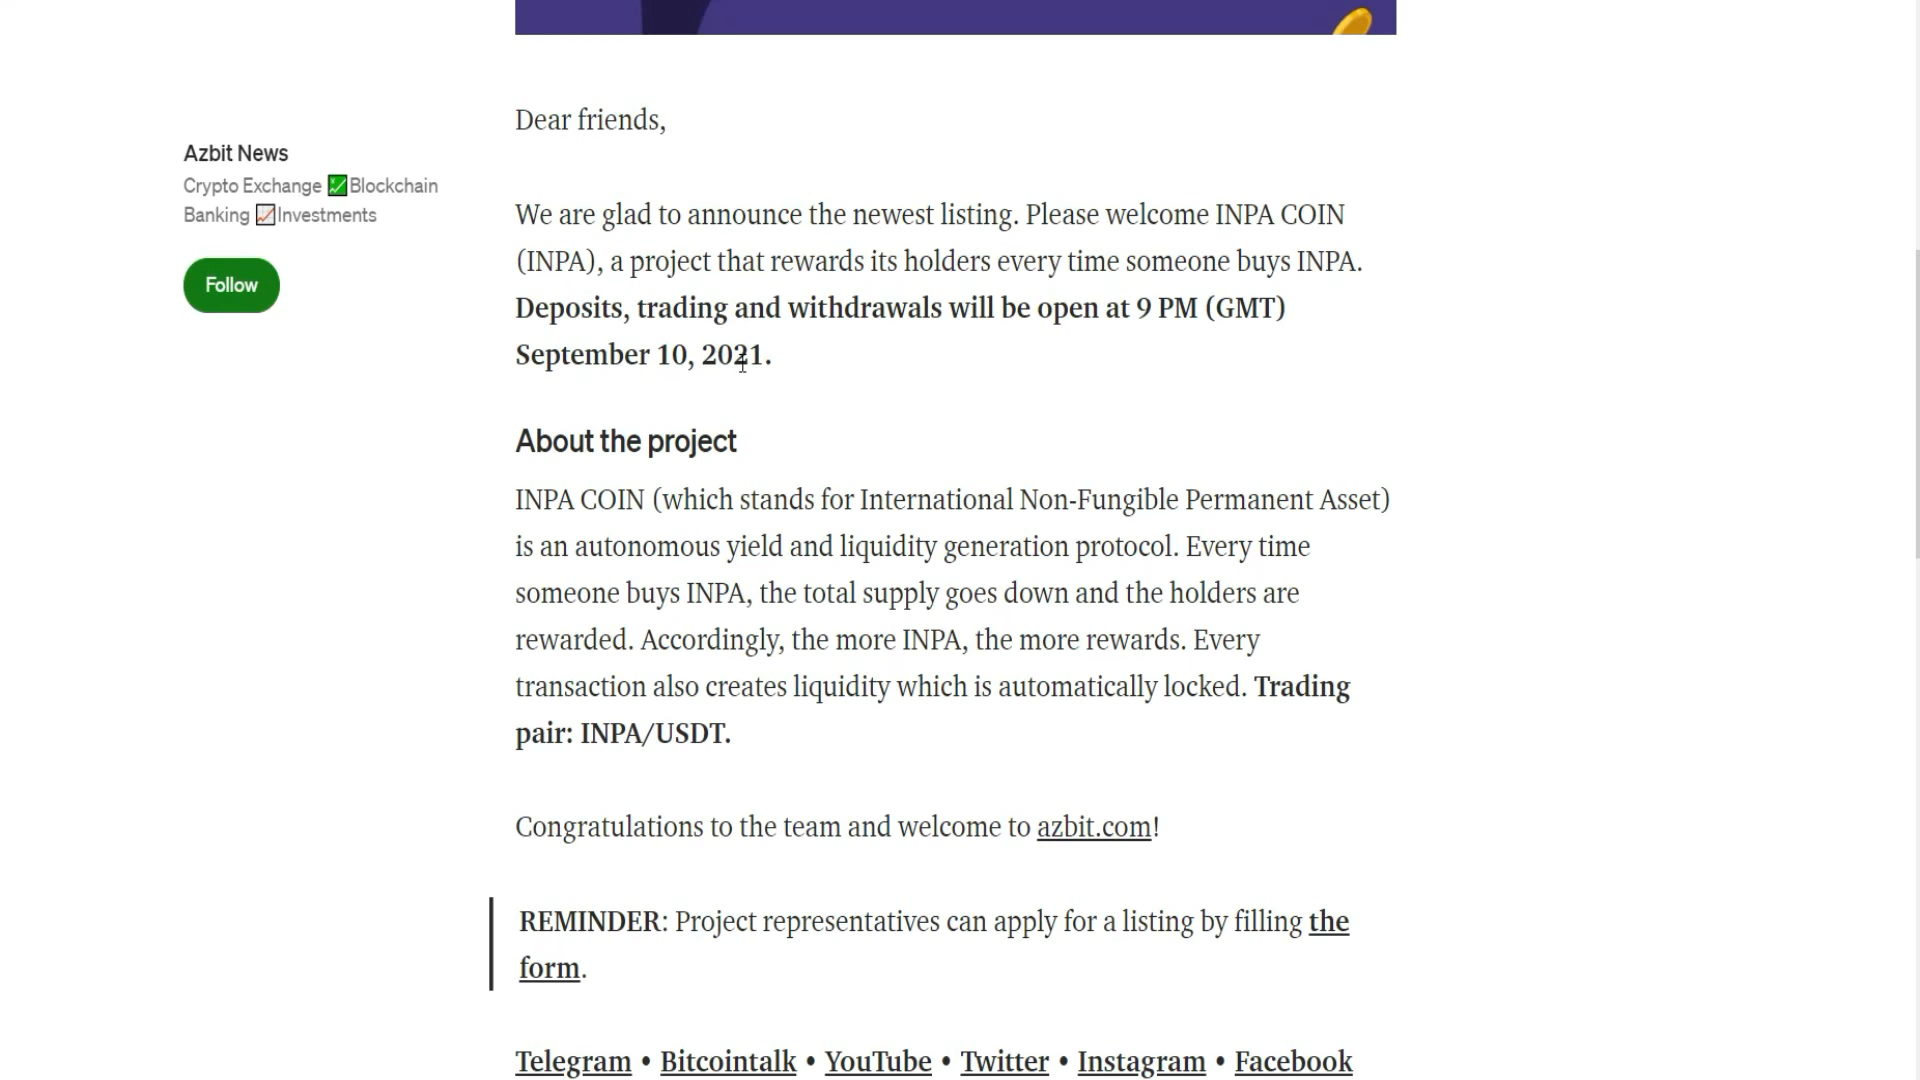 Dear friends,
Azbit News
Crypto Exchange Blockchain
Banking Investments
Follow
We are glad to announce the newest listing. Please welcome INPA COIN
(INPA), a project that rewards its holders every time someone buys INPA.
Deposits, trading and withdrawals will be open at 9 PM (GMT)
September 10, 2021.
About the project
INPA COIN (which stands for International Non-Fungible Permanent Asset)
is an autonomous yield and liquidity generation protocol. Every time
someone buys INPA, the total supply goes down and the holders are
rewarded. Accordingly, the more INPA, the more rewards. Every
transaction also creates liquidity which is automatically locked. Trading
pair: INPA/USDT.
Congratulations to the team and welcome to azbit.com!
REMINDER: Project representatives can apply for a listing by filling the
form.
Telegram • Bitcointalk • YouTube • Twitter • Instagram • Facebook